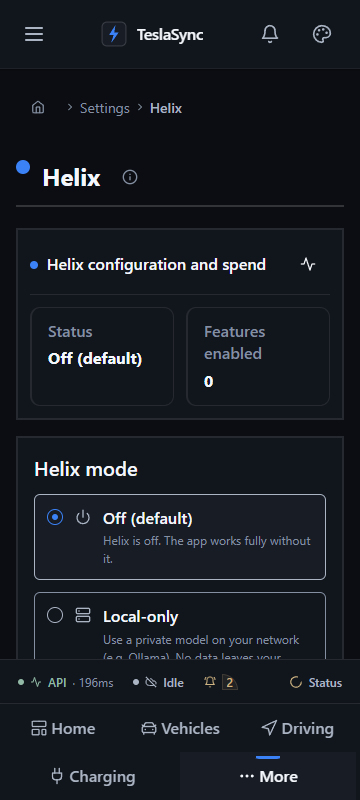 TeslaSync
Settings
Helix
Helix
Helix configuration and spend
Status
Off (default)
Features
enabled
0
Helix mode
Off (default)
Helix is off. The app works fully without
it.
Local-only
Use a private model on your network
(e.g. Ollama). No data leaves your
API · 196ms
Idle
2
Status
Home
Vehicles
Driving
Charging
More